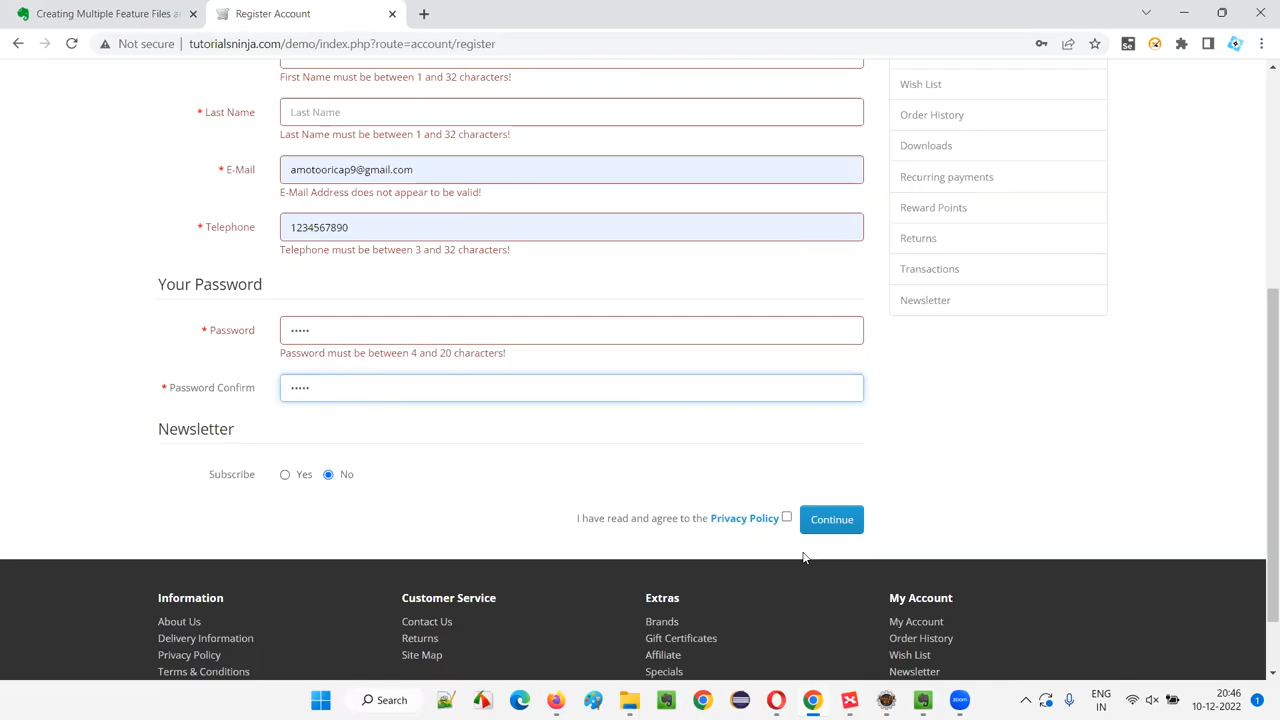 Creating Multiple Feature Files a
Register Account
Not secure
tutorialsninja.com/demo/index.php?route=account/register
First Name must be between 1 and 32 characters!
* Last Name
Last Name
Last Name must be between 1 and 32 characters!
* E-Mail
amotooricap9@gmail.com
E-Mail Address does not appear to be valid!
* Telephone
1234567890
Telephone must be between 3 and 32 characters!
Your Password
* Password
•••••
Password must be between 4 and 20 characters!
* Password Confirm
•••••
Newsletter
Subscribe
Yes
No
I have read and agree to the Privacy Policy
Continue
Wish List
Order History
Downloads
Recurring payments
Reward Points
Returns
Transactions
Newsletter
Information
About Us
Delivery Information
Privacy Policy
Terms & Conditions
Customer Service
Contact Us
Returns
Site Map
Extras
Brands
Gift Certificates
Affiliate
Specials
My Account
My Account
Order History
Wish List
Newsletter
Search
Se
zoom
ENG
IN
20:46
10-12-2022
1